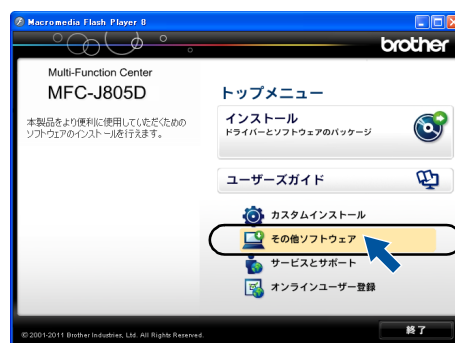 Macromedia Flash Player 8
brother
Multi-Function Center
MFC-J805D
本製品をより便利に使用していただくための
ソフトウェアのインストールを行えます。
トップメニュー
インストール
ドライバーとソフトウェアのパッケージ
ユーザーズガイド
カスタムインストール
その他ソフトウェア
サービスとサポート
オンラインユーザー登録
© 2001-2011 Brother Industries, Ltd. All Rights Reserved.
終了